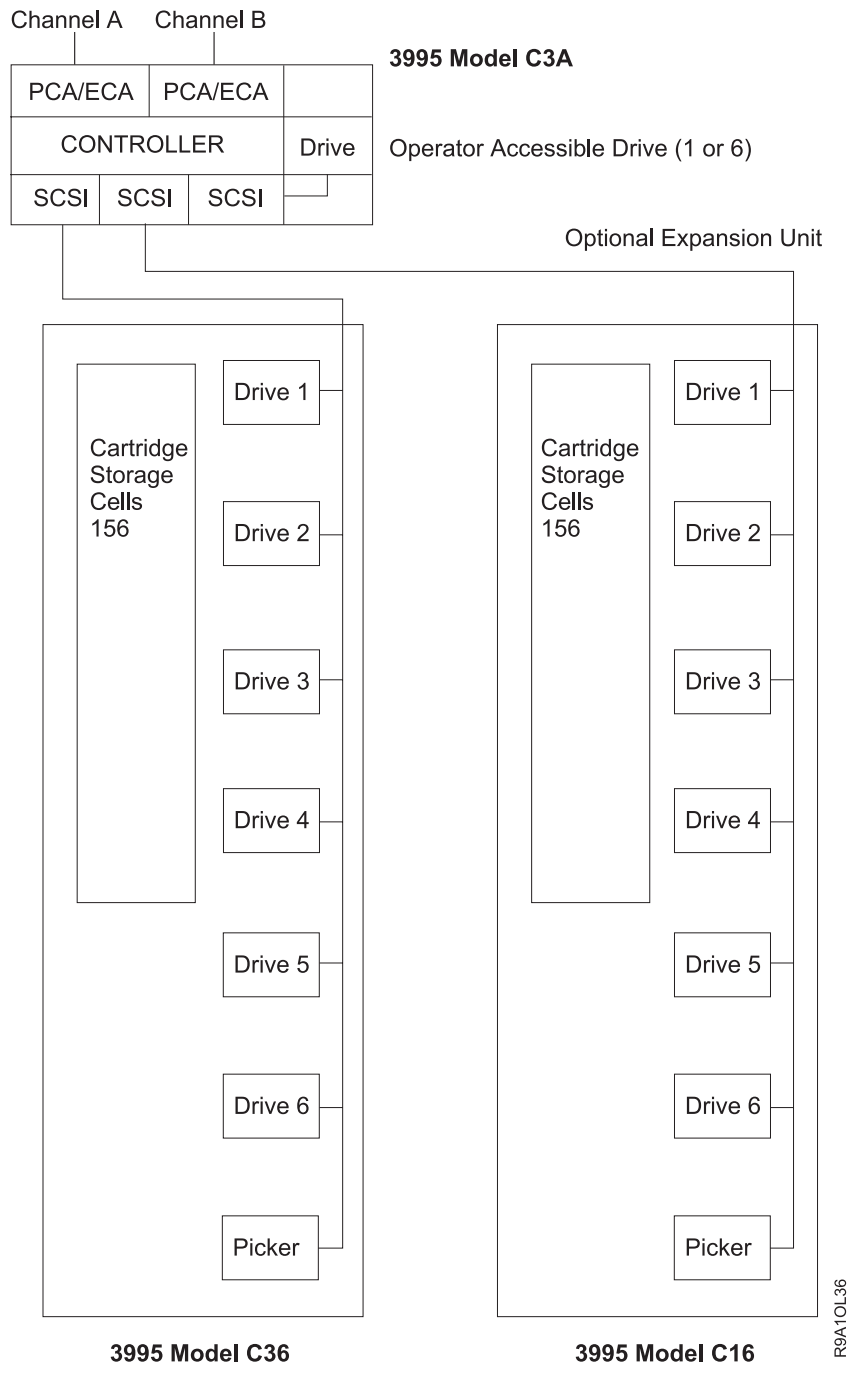 Channel A Channel B
3995 Model C3A
PCA/ECA PCA/ECA
CONTROLLER Drive
Operator Accessible Drive (1 or 6)
SCSI SCSI SCSI
Optional Expansion Unit
Cartridge
Storage
Cells
156
Drive 1
Drive 2
Drive 3
Drive 4
Drive 5
Drive 6
Picker
3995 Model C36
Cartridge
Storage
Cells
156
Drive 1
Drive 2
Drive 3
Drive 4
Drive 5
Drive 6
Picker
3995 Model C16
R9A1OL36